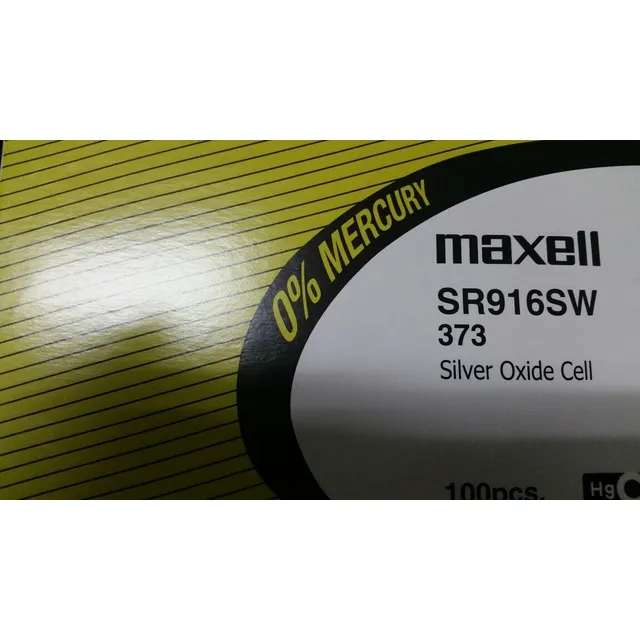 0% MERCURY
maxell
SR916SW
373
Silver Oxide Cell
100pcs.
Hg